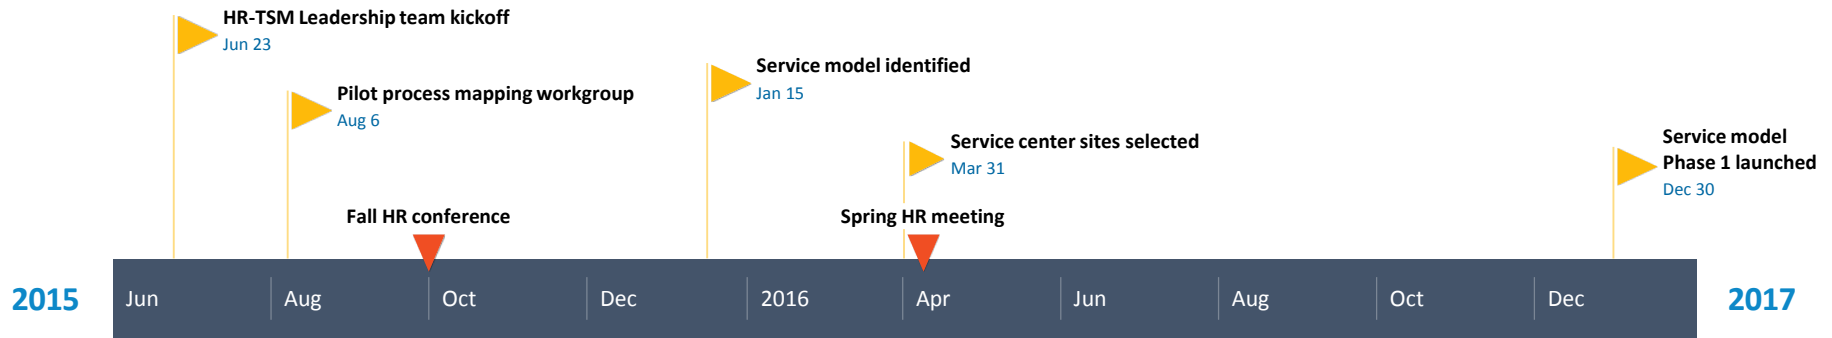 HR-TSM Leadership team kickoff
Jun 23
Pilot process mapping workgroup
Aug 6
Service model identified
Jan 15
Service center sites selected
Mar 31
Service model
Phase 1 launched
Dec 30
Fall HR conference
Spring HR meeting
2015 Jun Aug Oct Dec 2016 Apr Jun Aug Oct Dec 2017